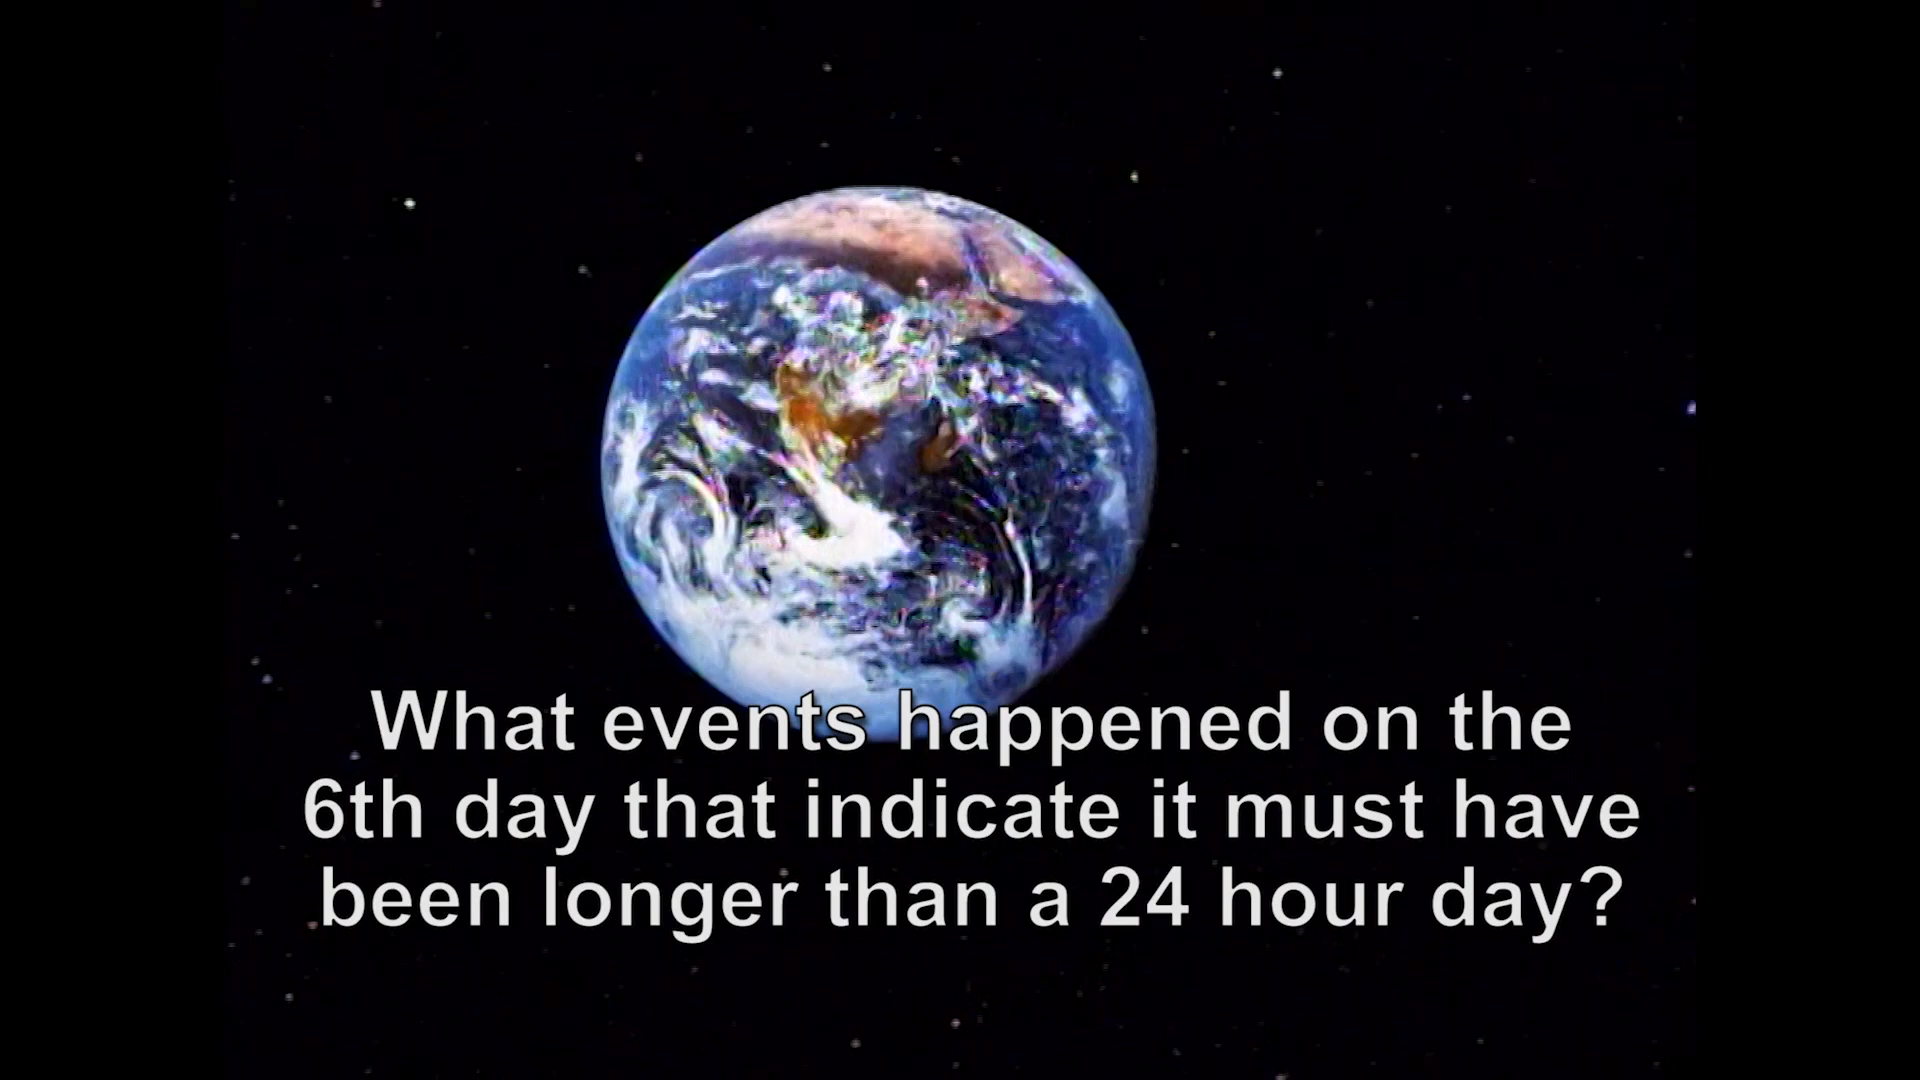 What events happened on the
6th day that indicate it must have
been longer than a 24 hour day?